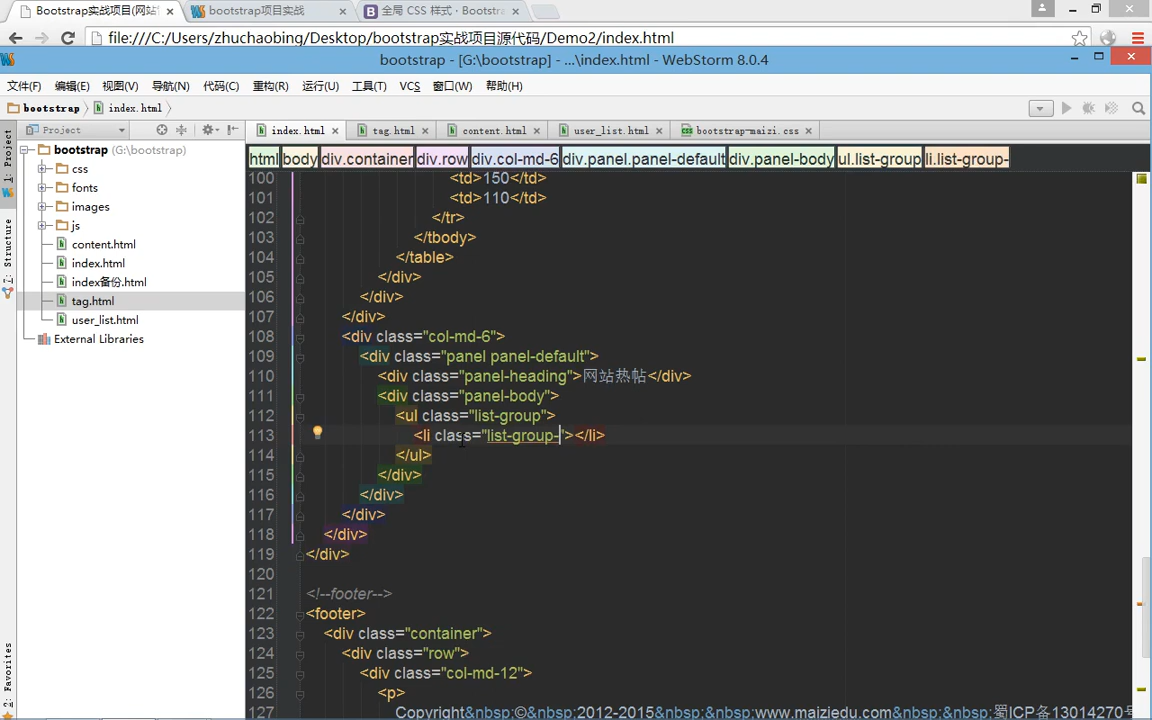 Bootstrap实战项目(网站
bootstrap项目实战
全局 CSS 样式 · Bootstra
file:///C:/Users/zhuchaobing/Desktop/bootstrap实战项目源代码/Demo2/index.html
bootstrap - [G:\bootstrap] - ...\index.html - WebStorm 8.0.4
文件(F) 编辑(E) 视图(V) 导航(N) 代码(C) 重构(R) 运行(U) 工具(T) VCS 窗口(W) 帮助(H)
bootstrap index.html
Project
index.html tag.html content.html user_list.html bootstrap-maizi.css
html body div.container div.row div.col-md-6 div.panel.panel-default div.panel-body ul.list-group li.list-group-
1: Project
7: Structure
2: Favorites
bootstrap (G:\bootstrap)
css
fonts
images
js
content.html
index.html
index备份.html
tag.html
user_list.html
External Libraries
100 <td>150</td>
101 <td>110</td>
102 </tr>
103 </tbody>
104 </table>
105 </div>
106 </div>
107 </div>
108 <div class="col-md-6">
109 <div class="panel panel-default">
110 <div class="panel-heading">网站热帖</div>
111 <div class="panel-body">
112 <ul class="list-group">
113 <li class="list-group-"></li>
114 </ul>
115 </div>
116 </div>
117 </div>
118 </div>
119 </div>
120
121 <!--footer-->
122 <footer>
123 <div class="container">
124 <div class="row">
125 <div class="col-md-12">
126 <p>
127 Copyright&nbsp;©&nbsp;2012-2015&nbsp;&nbsp;www.maiziedu.com&nbsp;&nbsp;蜀ICP备13014270号